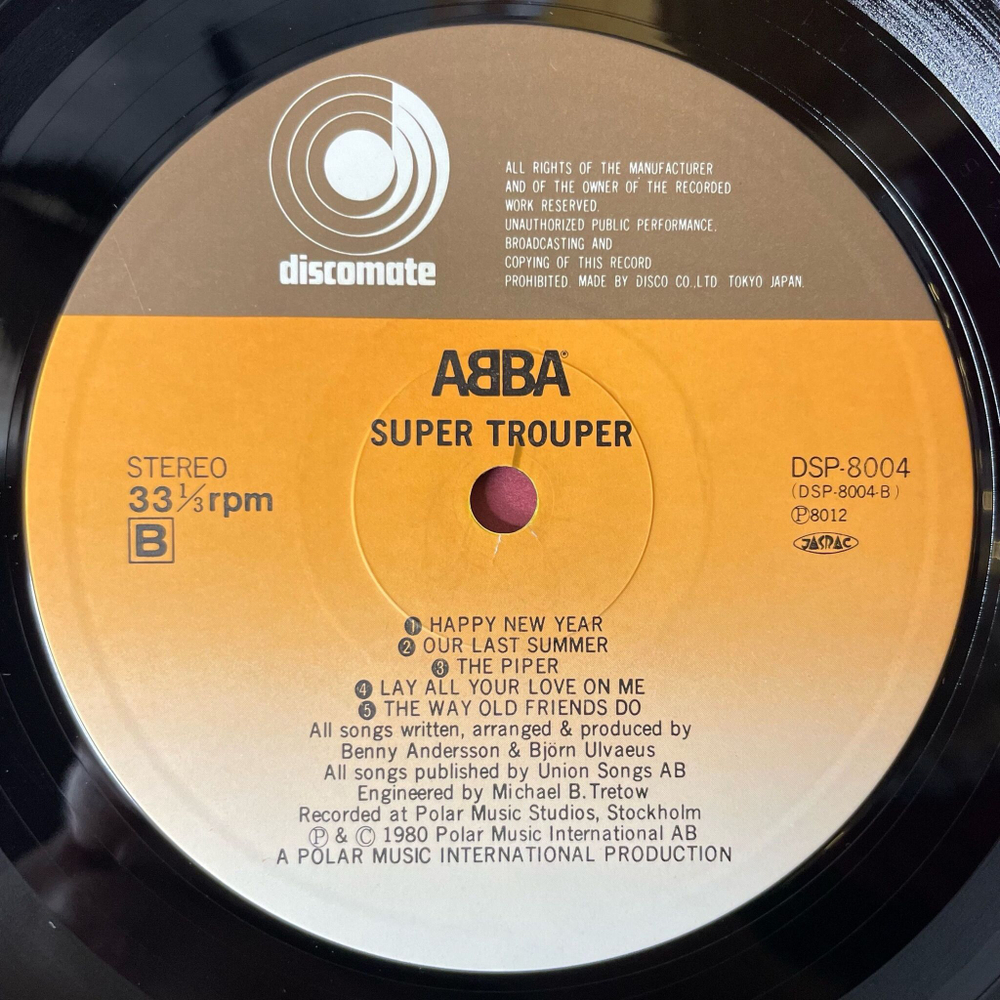 discomate
ALL RIGHTS OF THE MANUFACTURER
AND OF THE OWNER OF THE RECORDED
WORK RESERVED.
UNAUTHORIZED PUBLIC PERFORMANCE.
BROADCASTING AND
COPYING OF THIS RECORD
PROHIBITED. MADE BY DISCO CO.,LTD TOKYO JAPAN.
ABBA®
SUPER TROUPER
STEREO
33 1/3 rpm
B
DSP-8004
(DSP-8004-B)
Ⓟ8012
JASRAC
❶ HAPPY NEW YEAR
❷ OUR LAST SUMMER
❸ THE PIPER
❹ LAY ALL YOUR LOVE ON ME
❺ THE WAY OLD FRIENDS DO
All songs written, arranged & produced by
Benny Andersson & Björn Ulvaeus
All songs published by Union Songs AB
Engineered by Michael B. Tretow
Recorded at Polar Music Studios, Stockholm
Ⓟ & Ⓒ 1980 Polar Music International AB
A POLAR MUSIC INTERNATIONAL PRODUCTION